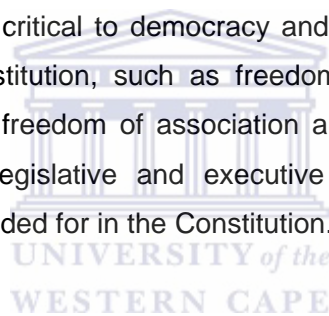 critical to democracy and
stitution, such as freedom
freedom of association a
egislative and executive
ded for in the Constitution.
UNIVERSITY of the
WESTERN CAPE